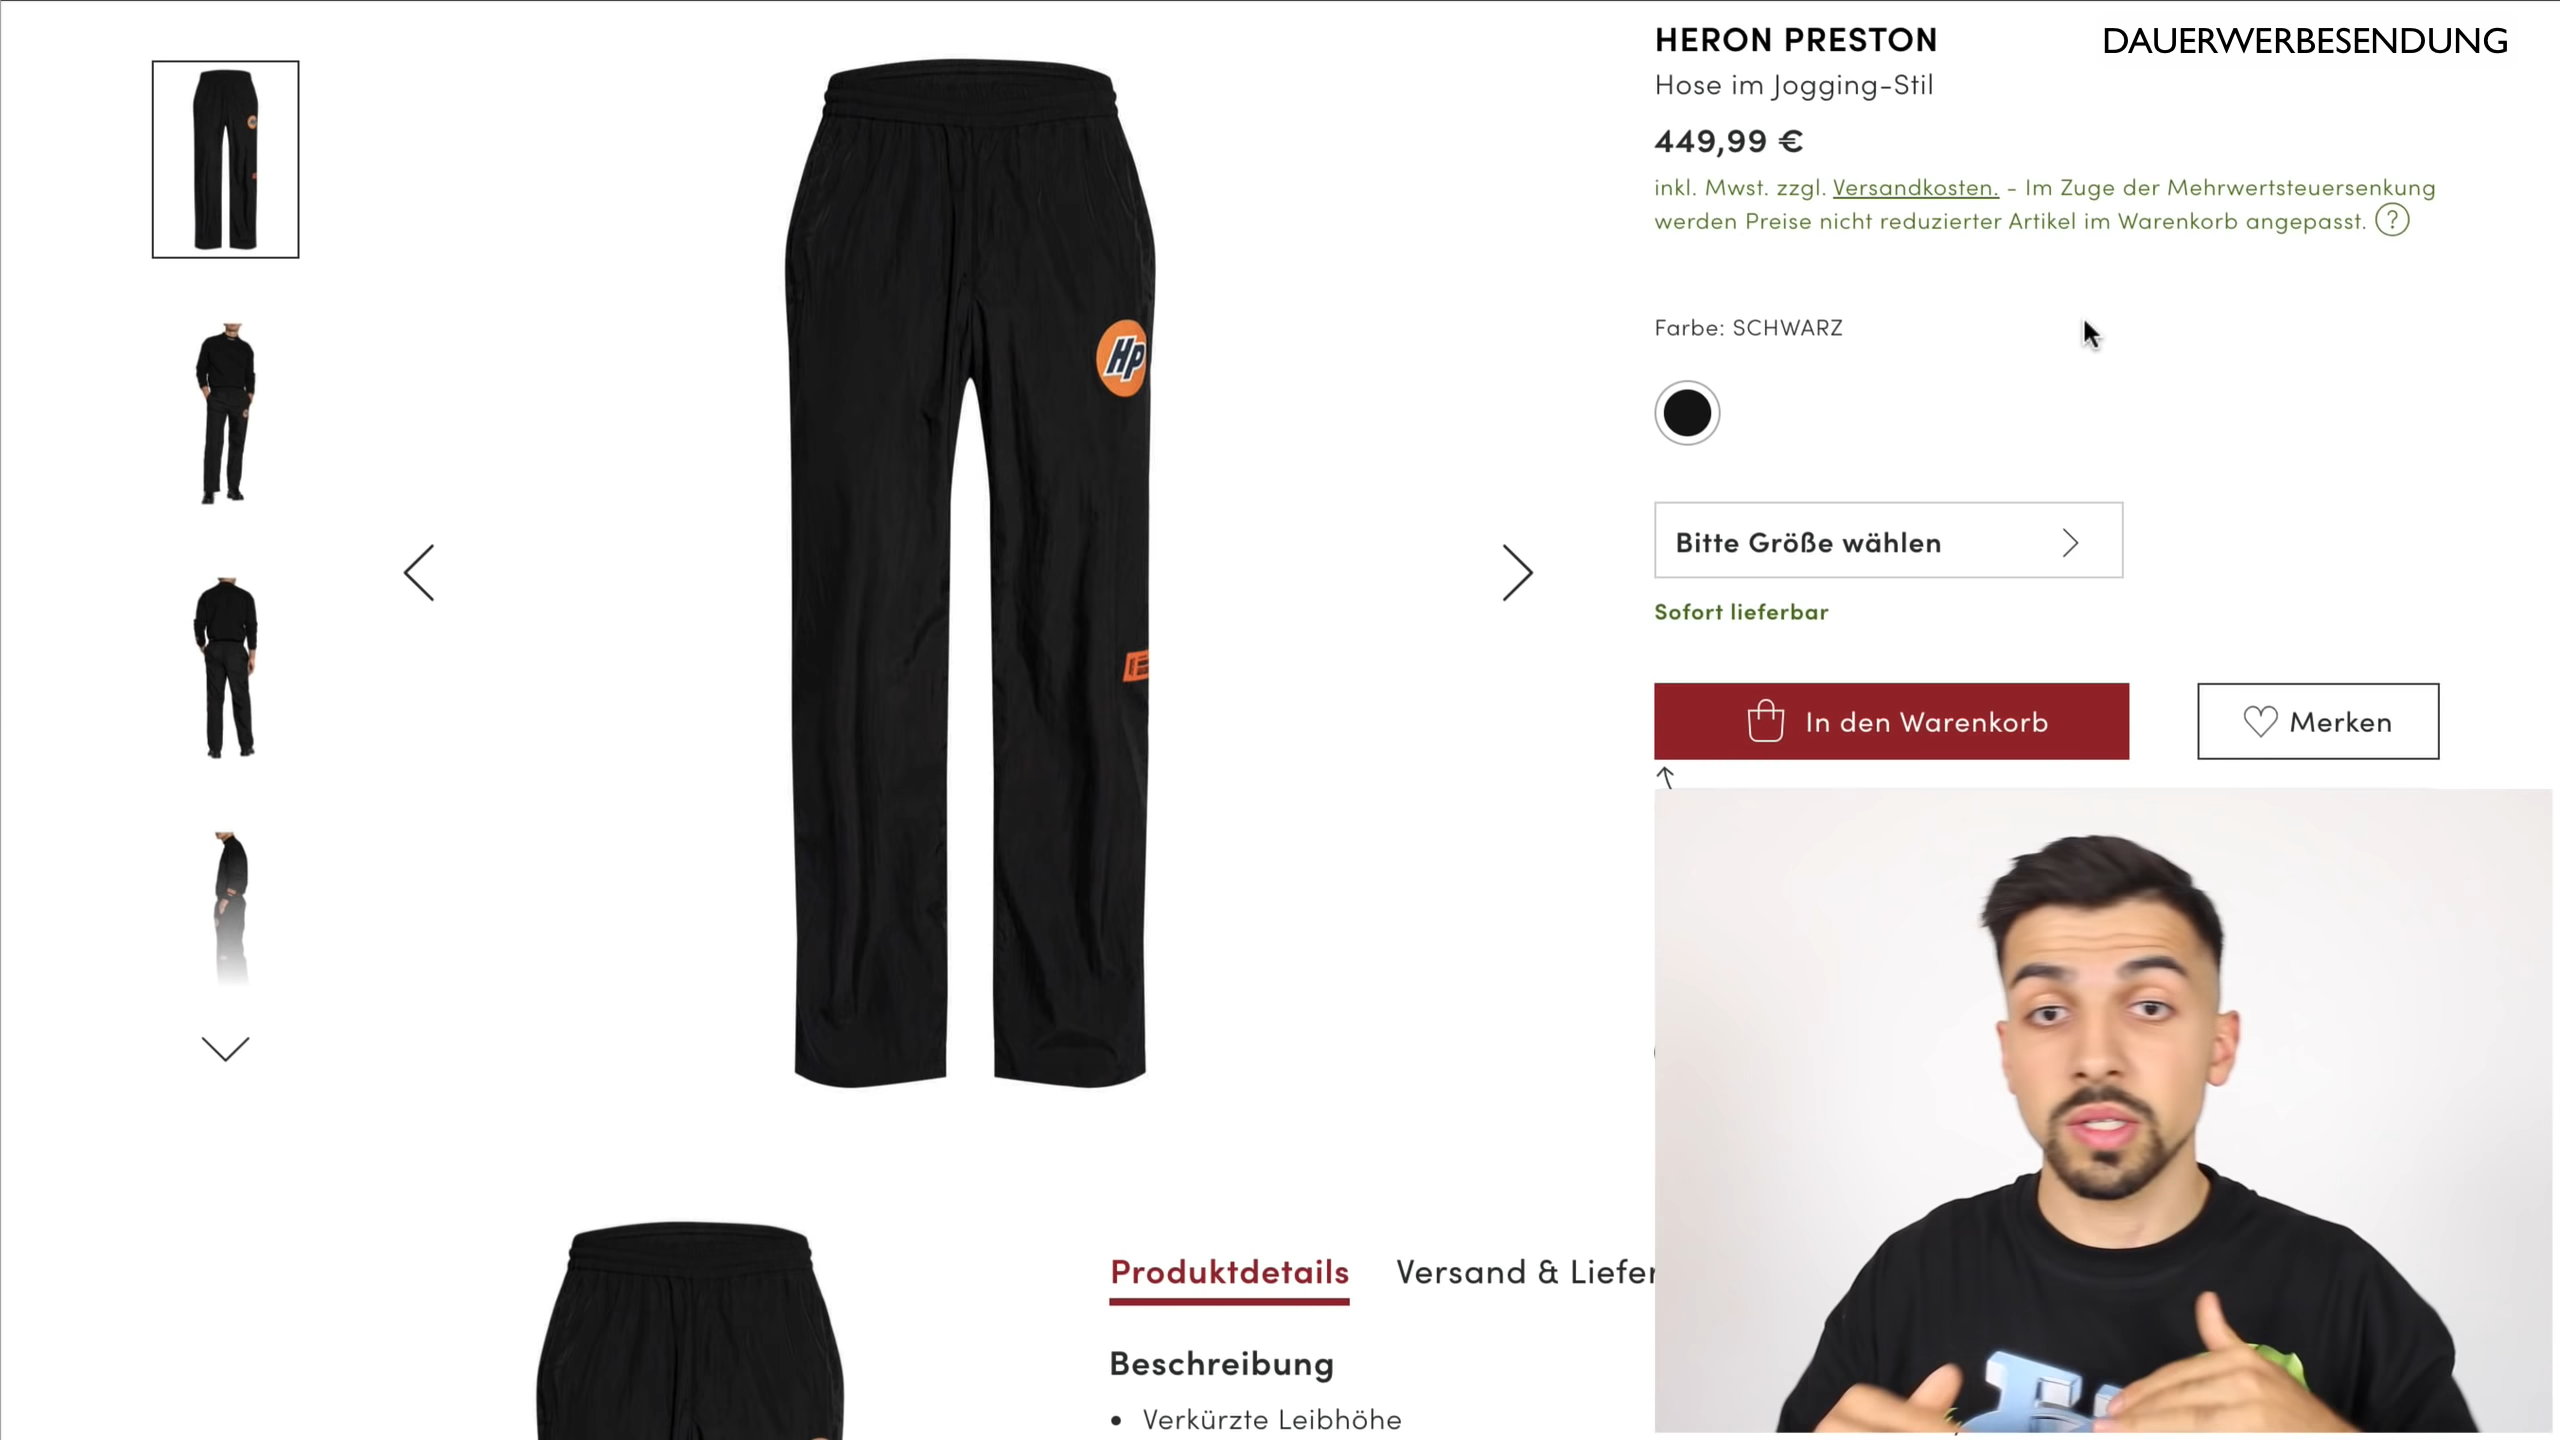 HERON PRESTON
DAUERWERBESENDUNG
Hose im Jogging-Stil
449,99 €
inkl. Mwst. zzgl. Versandkosten. - Im Zuge der Mehrwertsteuersenkung
werden Preise nicht reduzierter Artikel im Warenkorb angepasst. ?
Farbe: SCHWARZ
Hp
Bitte Größe wählen
Sofort lieferbar
In den Warenkorb
Merken
Produktdetails
Versand & Liefer
Beschreibung
• Verkürzte Leibhöhe